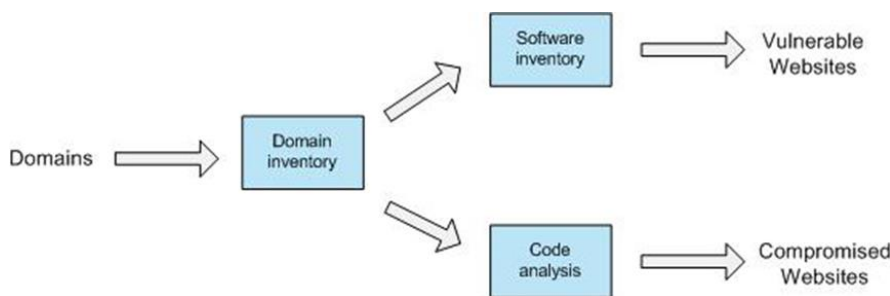 Domains
Domain
inventory
Software
inventory
Vulnerable
Websites
Code
analysis
Compromised
Websites